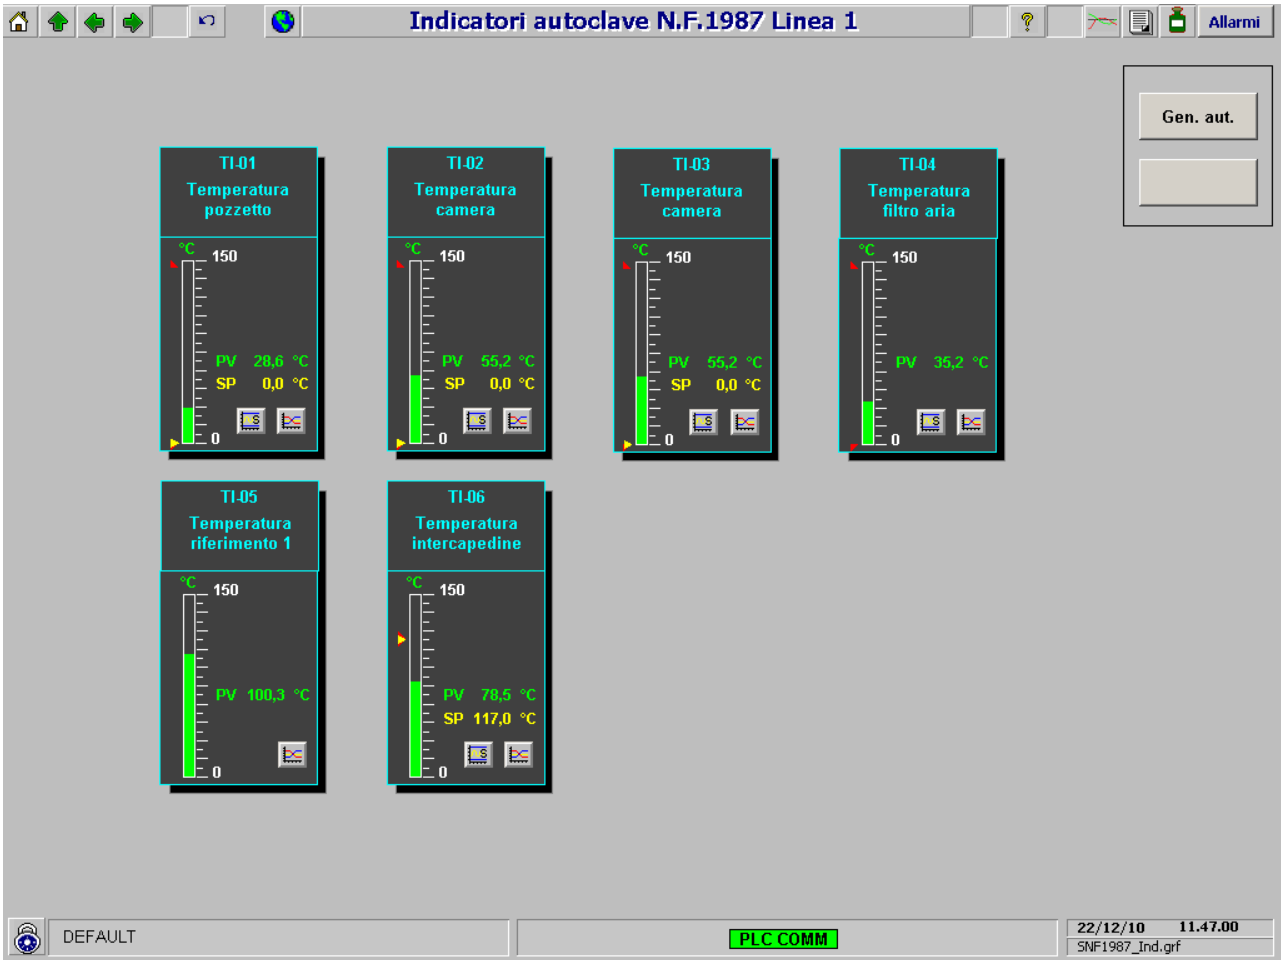 Indicatori autoclave N.F.1987 Linea 1
?
Allarmi
Gen. aut.
TI-01
Temperatura
pozzetto
°C
150
PV 28,6 °C
SP 0,0 °C
S
0
TI-02
Temperatura
camera
°C
150
PV 55,2 °C
SP 0,0 °C
S
0
TI-03
Temperatura
camera
°C
150
PV 55,2 °C
SP 0,0 °C
S
0
TI-04
Temperatura
filtro aria
°C
150
PV 35,2 °C
S
0
TI-05
Temperatura
riferimento 1
°C
150
PV 100,3 °C
0
TI-06
Temperatura
intercapedine
°C
150
PV 78,5 °C
SP 117,0 °C
S
0
DEFAULT
PLC COMM
22/12/10 11.47.00
SNF1987_Ind.grf